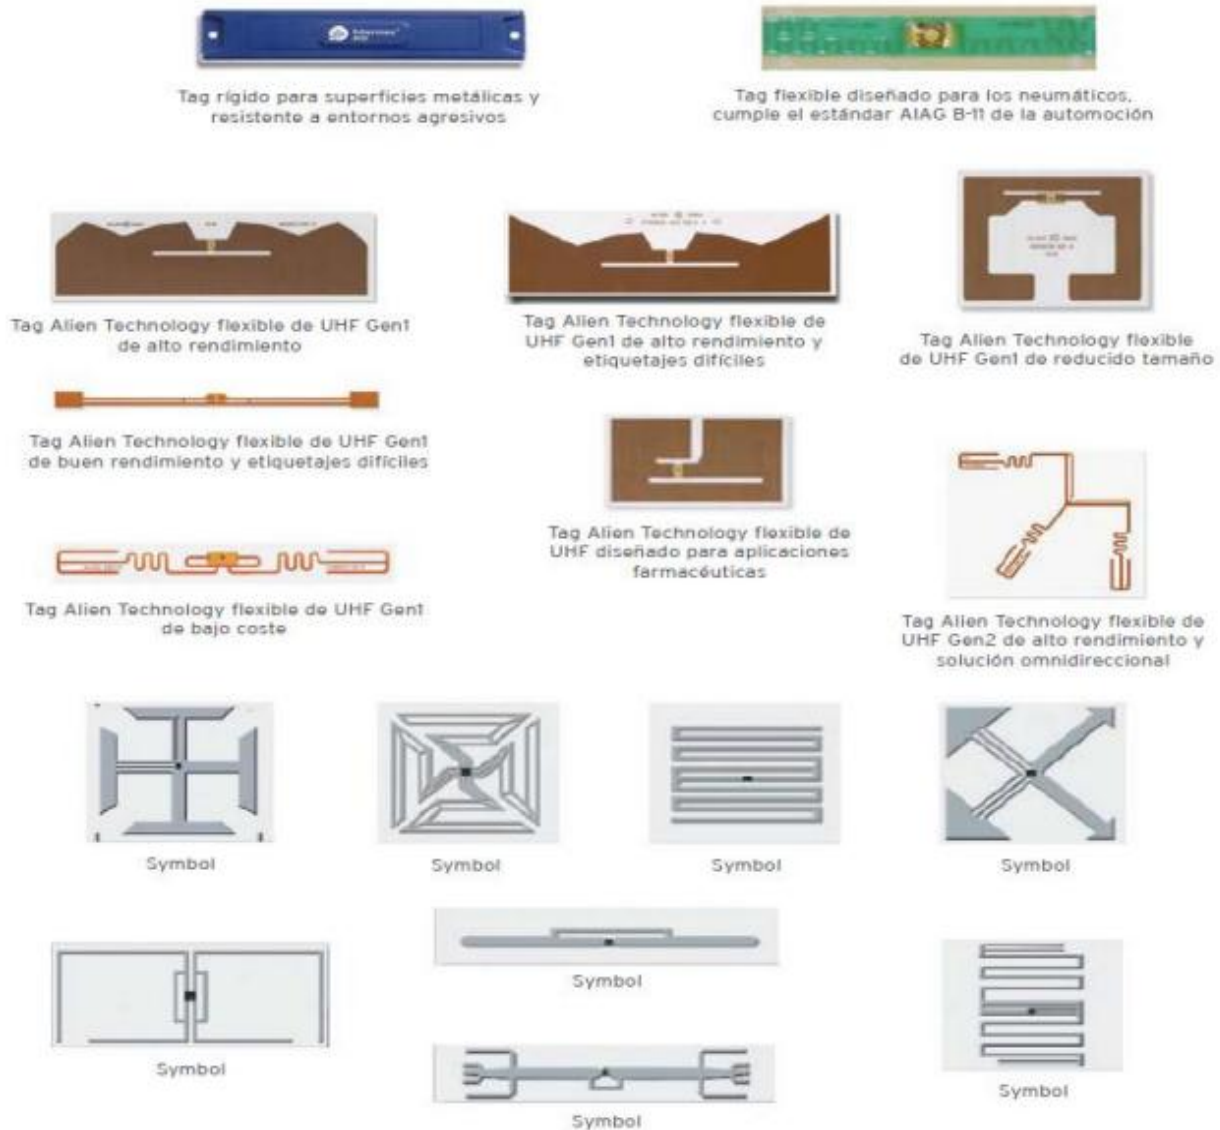 Tag rígido para superficies metálicas y
resistente a entornos agresivos
Tag flexible diseñado para los neumáticos,
cumple el estándar AIAG B-11 de la automoción
Tag Alien Technology flexible de UHF Gen1
de alto rendimiento
Tag Alien Technology flexible de
UHF Gen1 de alto rendimiento y
etiquetajes difíciles
Tag Alien Technology flexible
de UHF Gen1 de reducido tamaño
Tag Alien Technology flexible de UHF Gen1
de buen rendimiento y etiquetajes difíciles
Tag Alien Technology flexible de
UHF diseñado para aplicaciones
farmacéuticas
Tag Alien Technology flexible de UHF Gen1
de bajo coste
Tag Alien Technology flexible de
UHF Gen2 de alto rendimiento y
solución omnidireccional
Symbol
Symbol
Symbol
Symbol
Symbol
Symbol
Symbol
Symbol